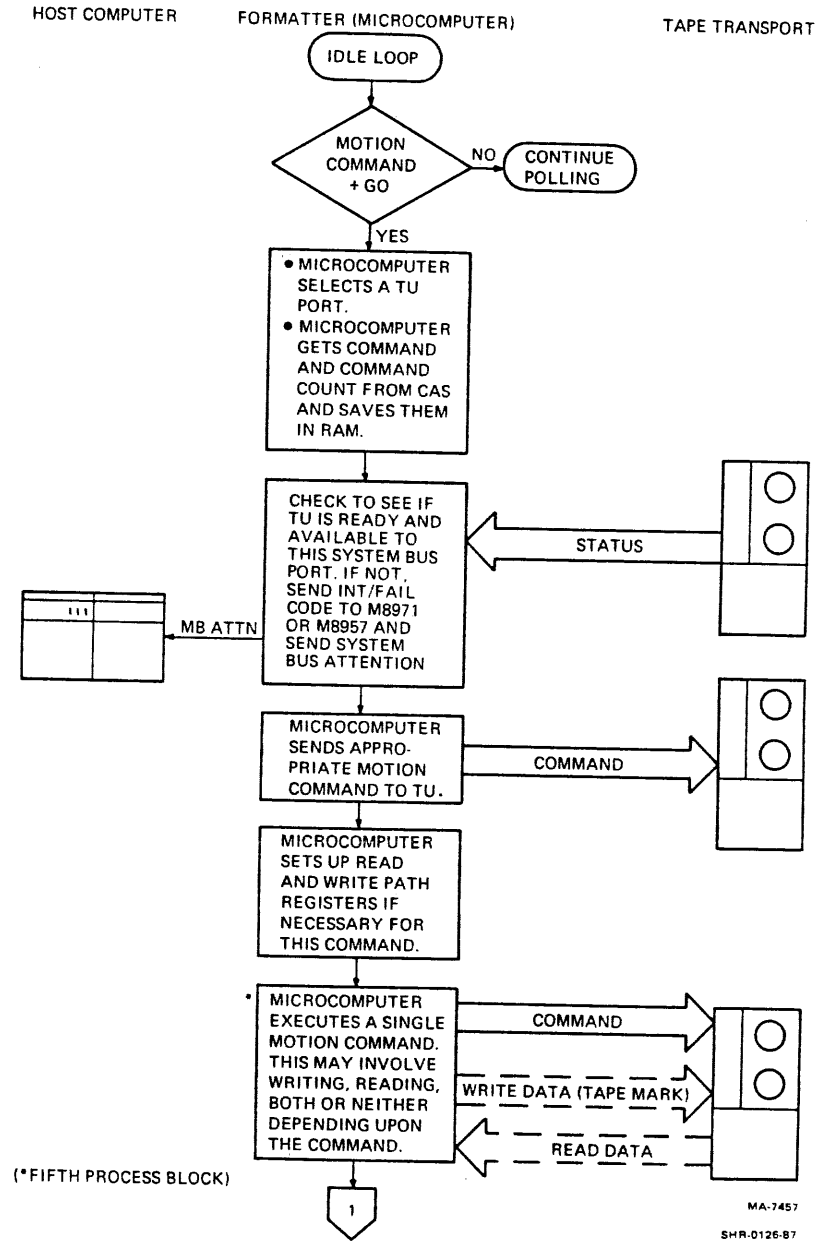 HOST COMPUTER
FORMATTER (MICROCOMPUTER)
TAPE TRANSPORT
IDLE LOOP
MOTION
COMMAND
+ GO
NO
CONTINUE
POLLING
YES
• MICROCOMPUTER
SELECTS A TU
PORT.
• MICROCOMPUTER
GETS COMMAND
AND COMMAND
COUNT FROM CAS
AND SAVES THEM
IN RAM.
CHECK TO SEE IF
TU IS READY AND
AVAILABLE TO
THIS SYSTEM BUS
PORT. IF NOT,
SEND INT/FAIL
CODE TO M8971
OR M8957 AND
SEND SYSTEM
BUS ATTENTION
STATUS
MB ATTN
MICROCOMPUTER
SENDS APPRO-
PRIATE MOTION
COMMAND TO TU.
COMMAND
MICROCOMPUTER
SETS UP READ
AND WRITE PATH
REGISTERS IF
NECESSARY FOR
THIS COMMAND.
* MICROCOMPUTER
EXECUTES A SINGLE
MOTION COMMAND.
THIS MAY INVOLVE
WRITING, READING,
BOTH OR NEITHER
DEPENDING UPON
THE COMMAND.
COMMAND
WRITE DATA (TAPE MARK)
READ DATA
(*FIFTH PROCESS BLOCK)
1
MA-7457
SHR-0126-87